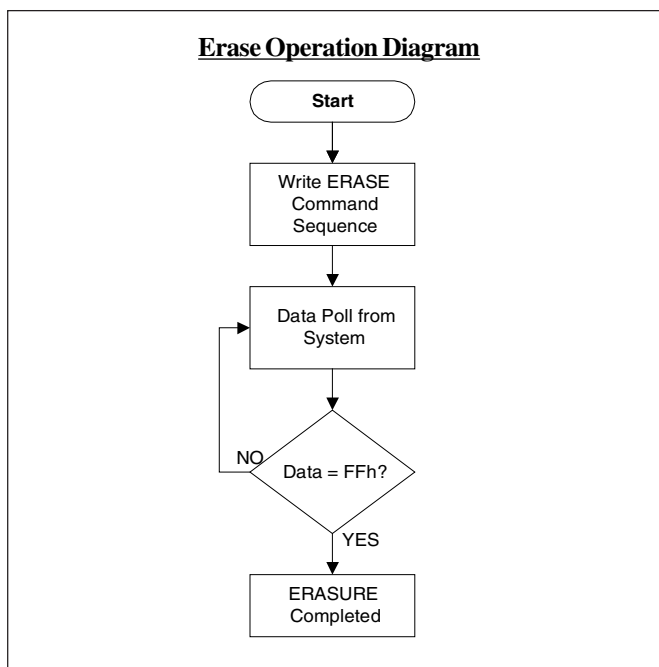 Erase Operation Diagram
Start
Write ERASE
Command
Sequence
Data Poll from
System
NO
Data = FFh?
YES
ERASURE
Completed